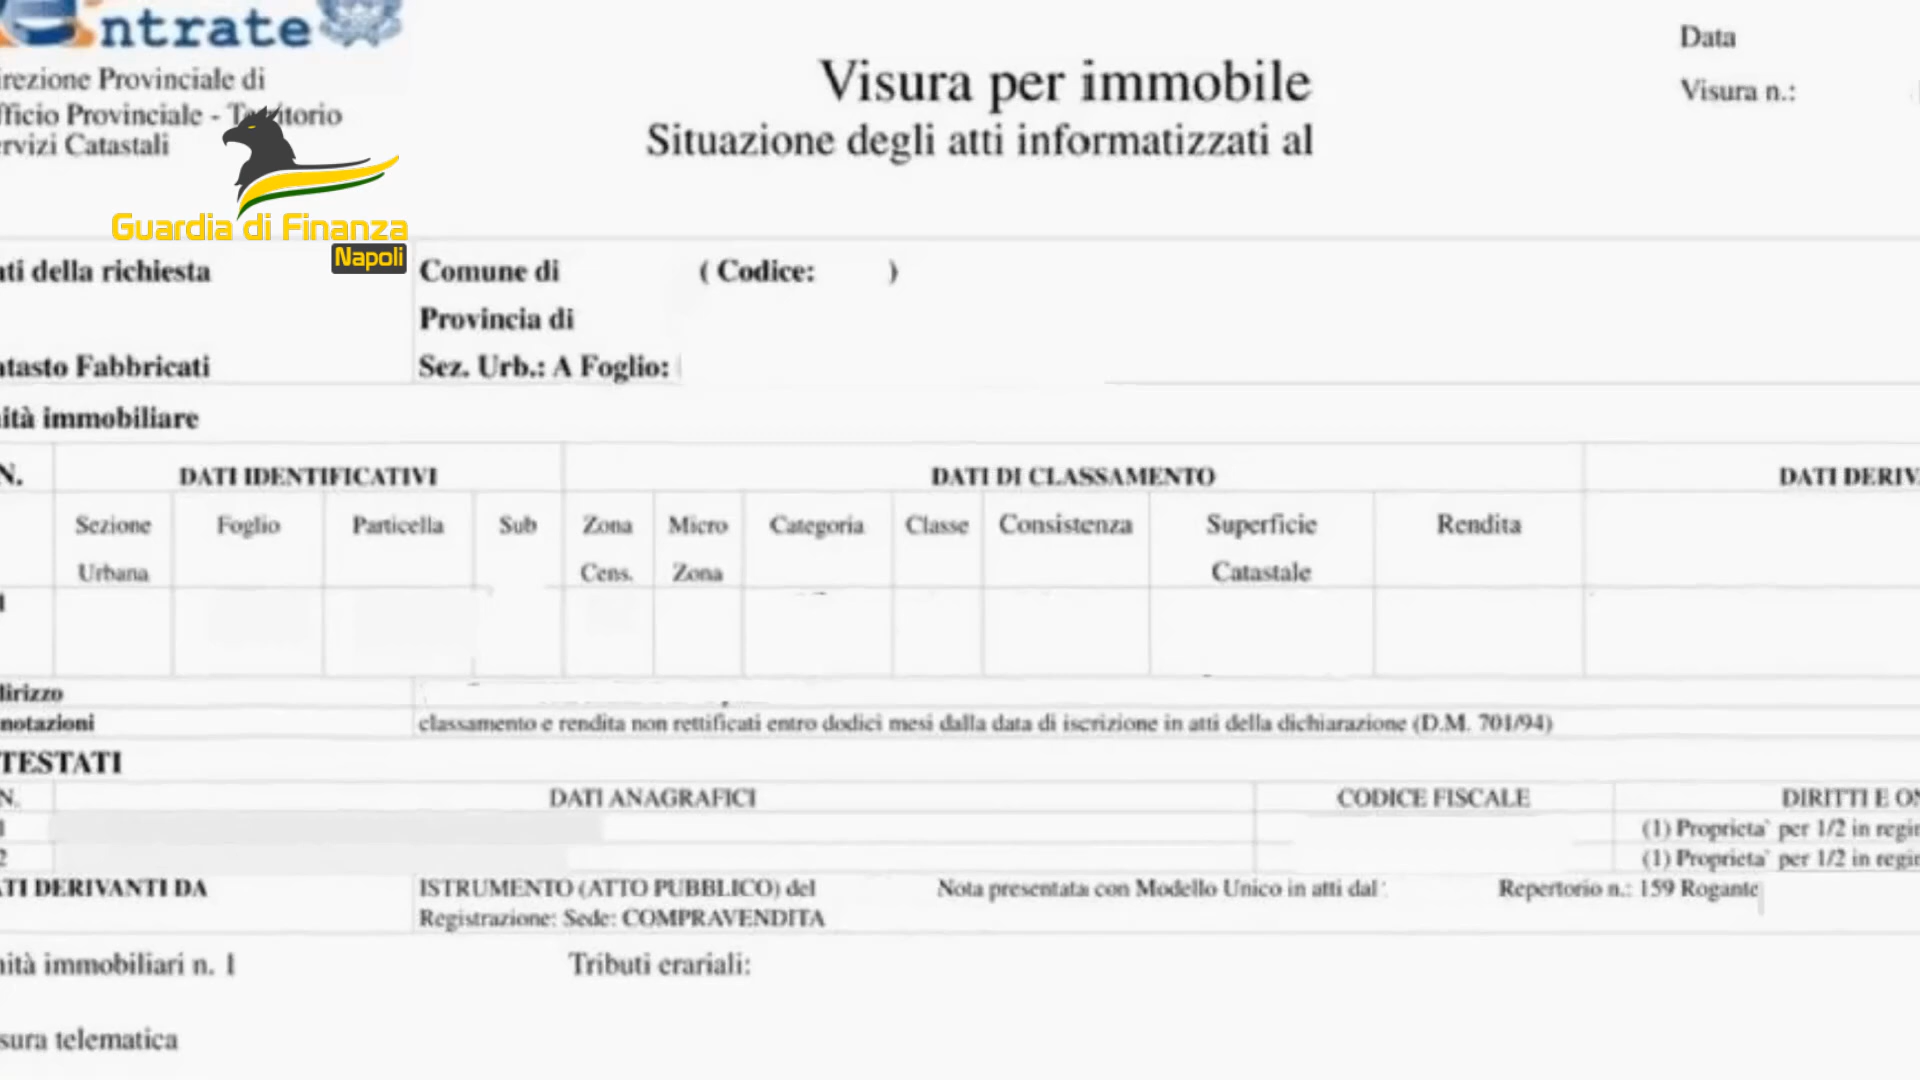 ntrate
irezione Provinciale di
fficio Provinciale - Territorio
ervizi Catastali
Guardia di Finanza
Napoli
Visura per immobile
Situazione degli atti informatizzati al
Data
Visura n.:
ati della richiesta
Comune di ( Codice: )
Provincia di
atasto Fabbricati
Sez. Urb.: A Foglio:
ità immobiliare
N. DATI IDENTIFICATIVI DATI DI CLASSAMENTO DATI DERIV
Sezione Foglio Particella Sub Zona Micro Categoria Classe Consistenza Superficie Rendita
Urbana Cens. Zona Catastale
1
dirizzo
notazioni classamento e rendita non rettificati entro dodici mesi dalla data di iscrizione in atti della dichiarazione (D.M. 701/94)
TESTATI
N. DATI ANAGRAFICI CODICE FISCALE DIRITTI E ON
1 (1) Proprieta` per 1/2 in regin
2 (1) Proprieta` per 1/2 in regin
ATI DERIVANTI DA ISTRUMENTO (ATTO PUBBLICO) del Nota presentata con Modello Unico in atti dal Repertorio n.: 159 Rogante
Registrazione: Sede: COMPRAVENDITA
nità immobiliari n. 1 Tributi erariali:
sura telematica